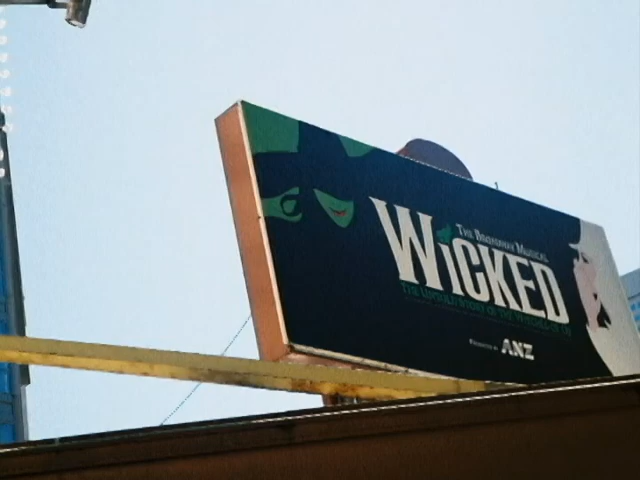 THE BROADWAY MUSICAL
WICKED
THE UNTOLD STORY OF THE WITCHES OF OZ
ANZ